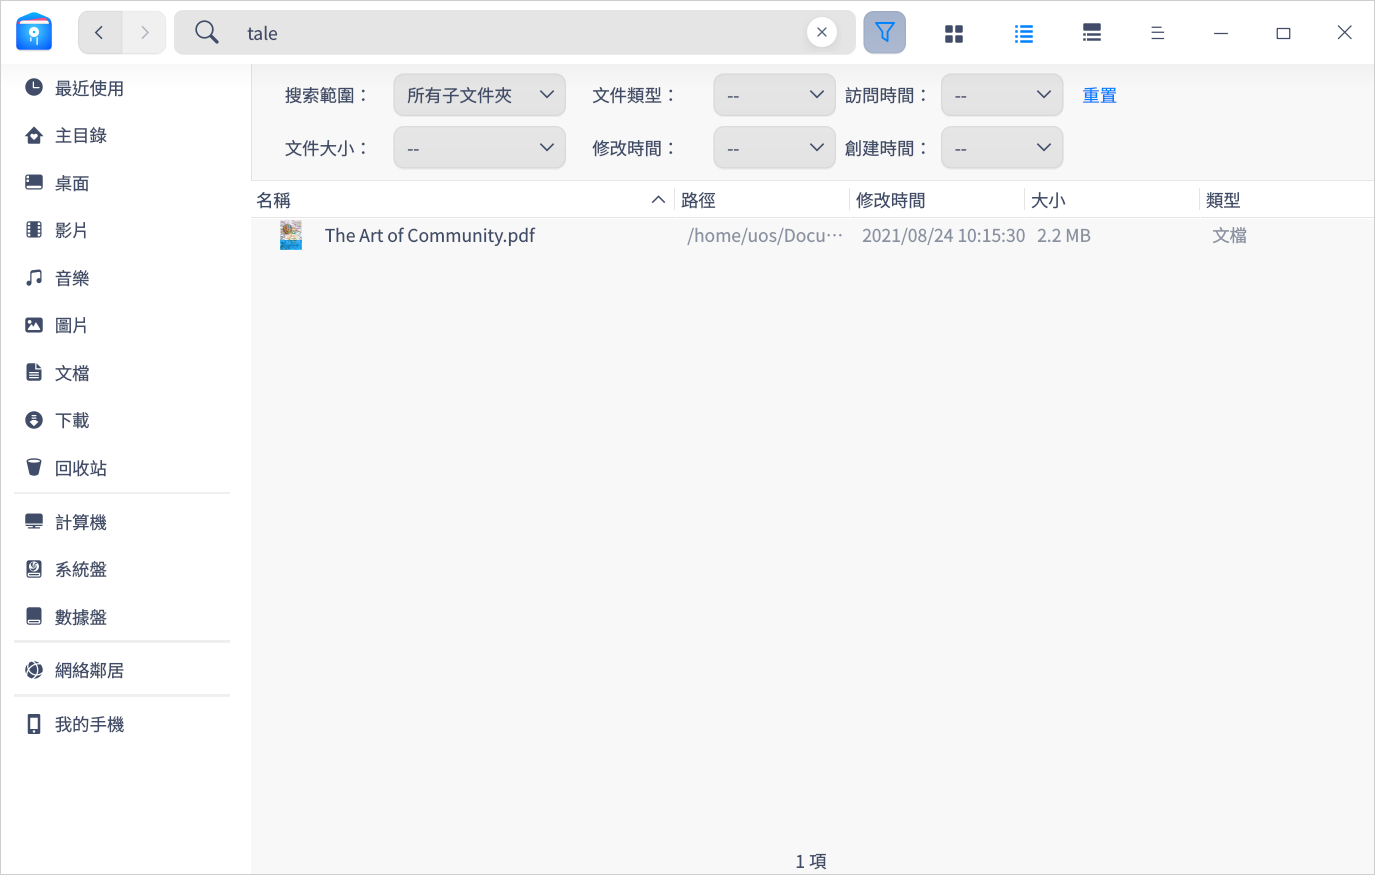 tale
搜索範圍： 所有子文件夾 文件類型： -- 訪問時間： -- 重置
文件大小： -- 修改時間： -- 創建時間： --
最近使用
主目錄
桌面
影片
音樂
圖片
文檔
下載
回收站
計算機
系統盤
數據盤
網絡鄰居
我的手機
名稱 路徑 修改時間 大小 類型
The Art of Community.pdf /home/uos/Docu··· 2021/08/24 10:15:30 2.2 MB 文檔
1 項